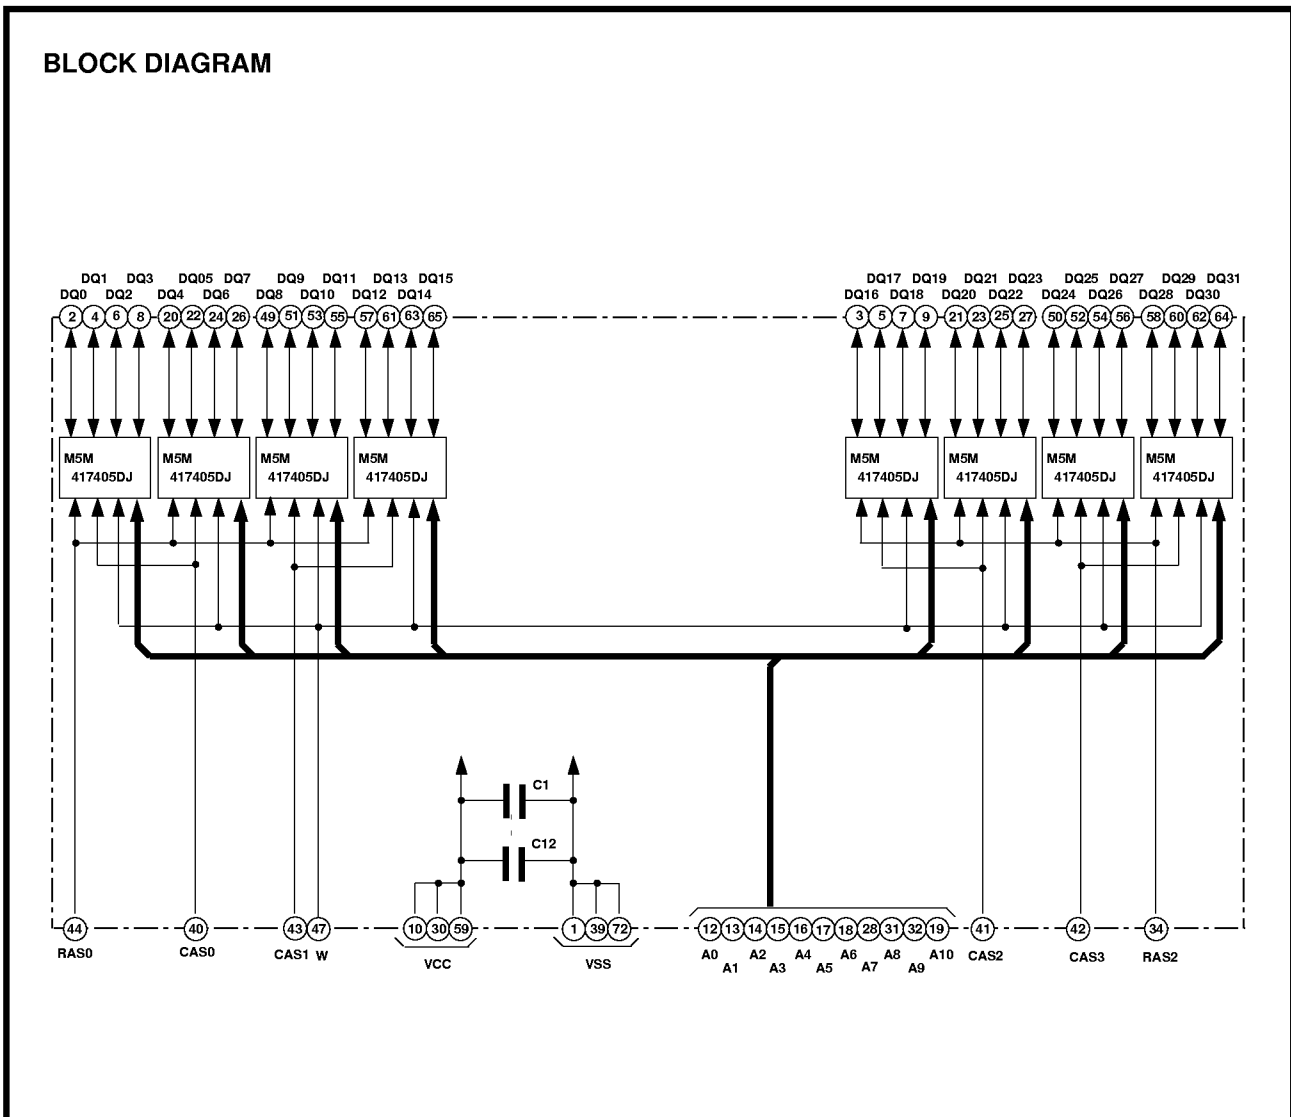 BLOCK DIAGRAM
DQ1 DQ3 DQ05 DQ7 DQ9 DQ11 DQ13 DQ15 DQ17 DQ19 DQ21 DQ23 DQ25 DQ27 DQ29 DQ31
DQ0 DQ2 DQ4 DQ6 DQ8 DQ10 DQ12 DQ14 DQ16 DQ18 DQ20 DQ22 DQ24 DQ26 DQ28 DQ30
2 4 6 8 20 22 24 26 49 51 53 55 57 61 63 65 3 5 7 9 21 23 25 27 50 52 54 56 58 60 62 64
M5M M5M M5M M5M M5M M5M M5M M5M
417405DJ 417405DJ 417405DJ 417405DJ 417405DJ 417405DJ 417405DJ 417405DJ
C1
C12
44 40 43 47 10 30 59 1 39 72 12 13 14 15 16 17 18 28 31 32 19 41 42 34
RAS0 CAS0 CAS1 W VCC VSS A0 A2 A4 A6 A8 A10 CAS2 CAS3 RAS2
A1 A3 A5 A7 A9